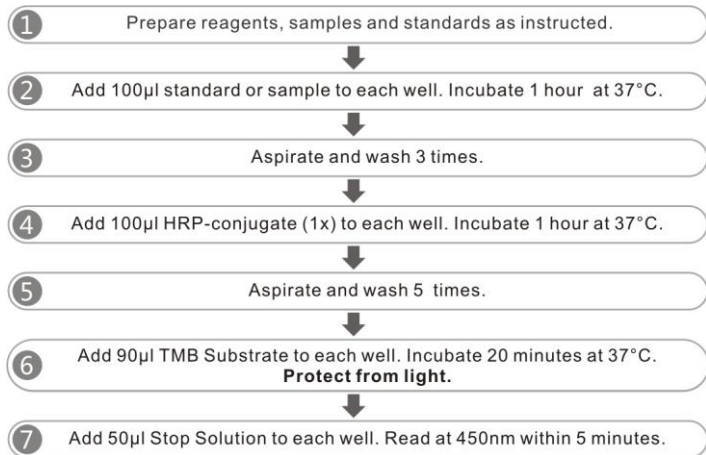 1 Prepare reagents, samples and standards as instructed.
2 Add 100μl standard or sample to each well. Incubate 1 hour at 37°C.
3 Aspirate and wash 3 times.
4 Add 100μl HRP-conjugate (1x) to each well. Incubate 1 hour at 37°C.
5 Aspirate and wash 5 times.
6 Add 90μl TMB Substrate to each well. Incubate 20 minutes at 37°C.
Protect from light.
7 Add 50μl Stop Solution to each well. Read at 450nm within 5 minutes.